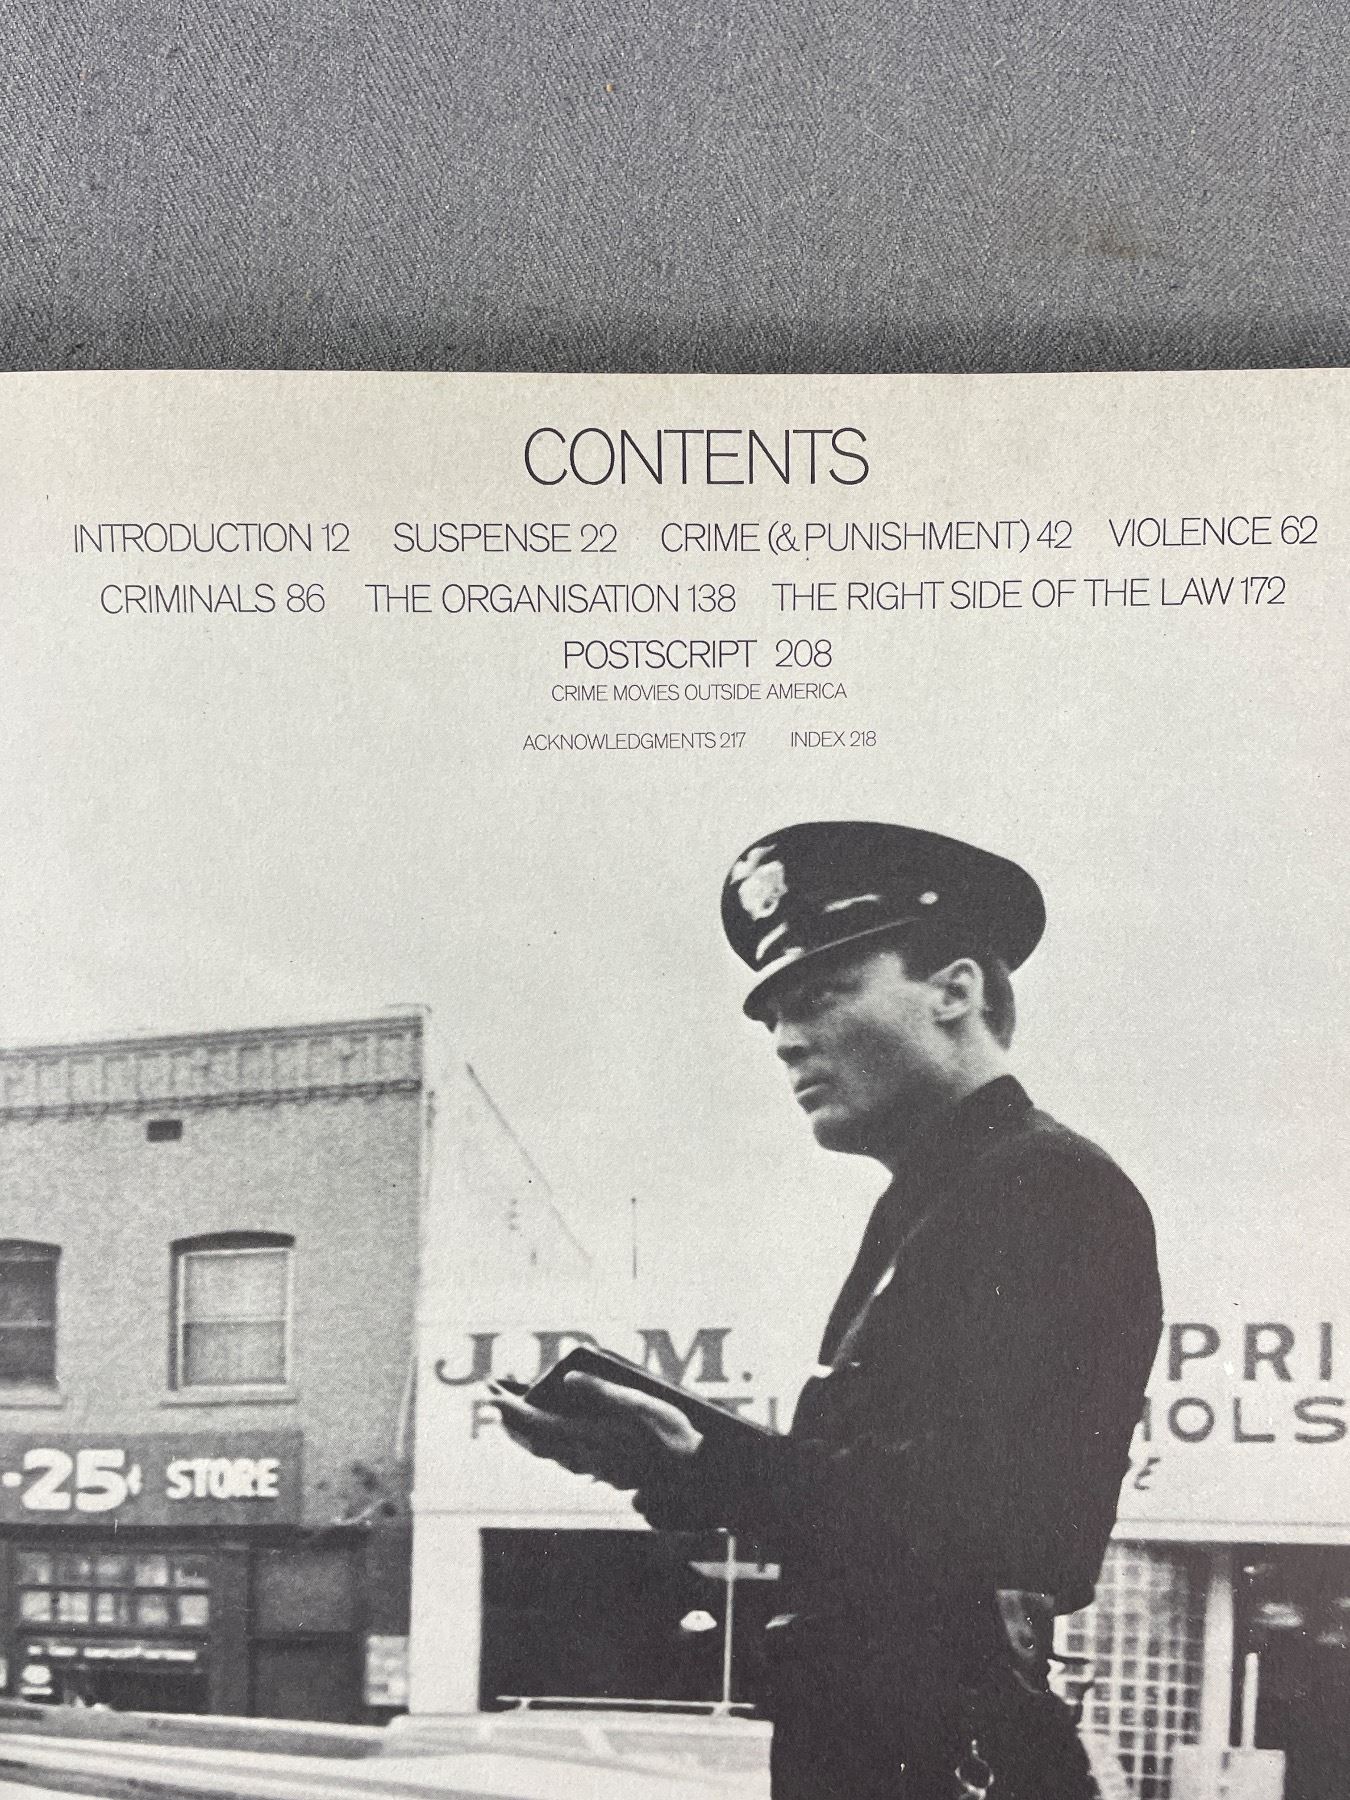 CONTENTS
INTRODUCTION 12 SUSPENSE 22 CRIME (& PUNISHMENT) 42 VIOLENCE 62
CRIMINALS 86 THE ORGANISATION 138 THE RIGHT SIDE OF THE LAW 172
POSTSCRIPT 208
CRIME MOVIES OUTSIDE AMERICA
ACKNOWLEDGMENTS 217 INDEX 218
J.P.M. PRI
HOLS
-25¢ STORE